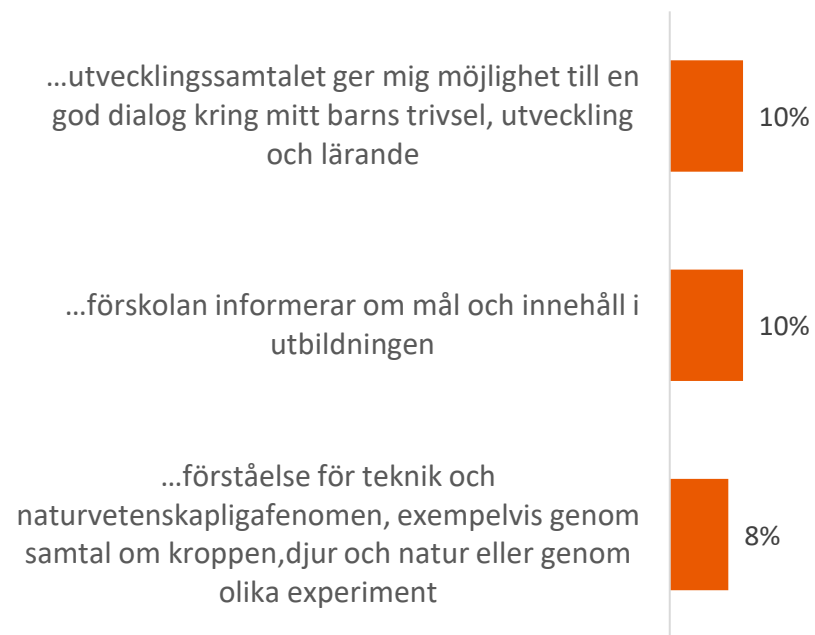 ...utvecklingssamtalet ger mig möjlighet till en
god dialog kring mitt barns trivsel, utveckling
och lärande
10%
...förskolan informerar om mål och innehåll i
utbildningen
10%
...förståelse för teknik och
naturvetenskapligafenomen, exempelvis genom
samtal om kroppen,djur och natur eller genom
olika experiment
8%